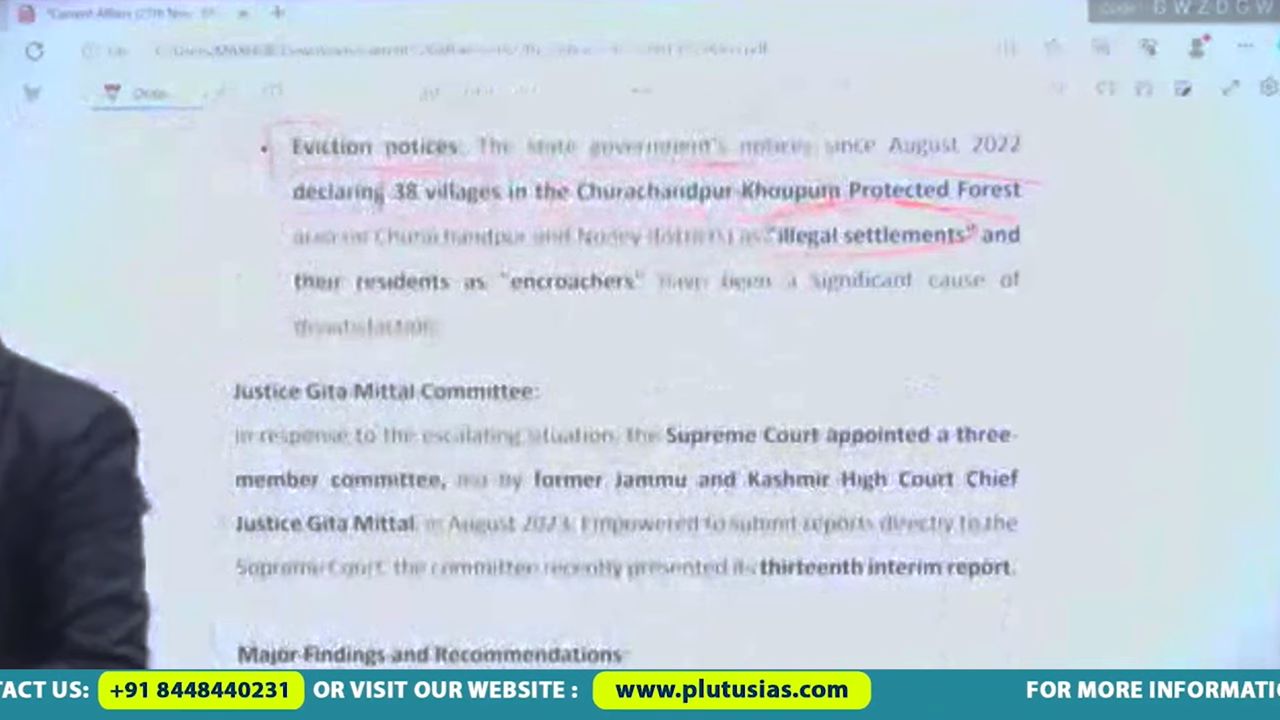 "Current Affairs (25th Nov
G W Z D G W
Draw
Eviction notices: The state government's notices since August 2022
declaring 38 villages in the Churachandpur-Khoupum Protected Forest
area (in Churachandpur and Noney districts) as "illegal settlements" and
their residents as "encroachers" have been a significant cause of
dissatisfaction.
Justice Gita Mittal Committee:
In response to the escalating situation, the Supreme Court appointed a three-
member committee, led by former Jammu and Kashmir High Court Chief
Justice Gita Mittal, in August 2023. Empowered to submit reports directly to the
Supreme Court, the committee recently presented its thirteenth interim report.
Major Findings and Recommendations
TACT US: +91 8448440231 OR VISIT OUR WEBSITE : www.plutusias.com FOR MORE INFORMATI